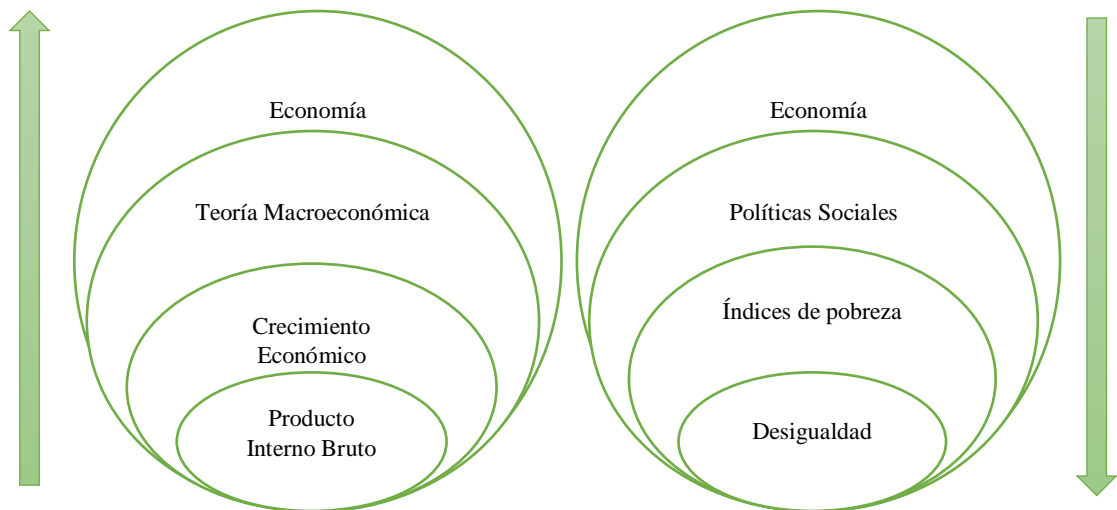 Economía
Teoría Macroeconómica
Crecimiento
Económico
Producto
Interno Bruto
Economía
Políticas Sociales
Índices de pobreza
Desigualdad